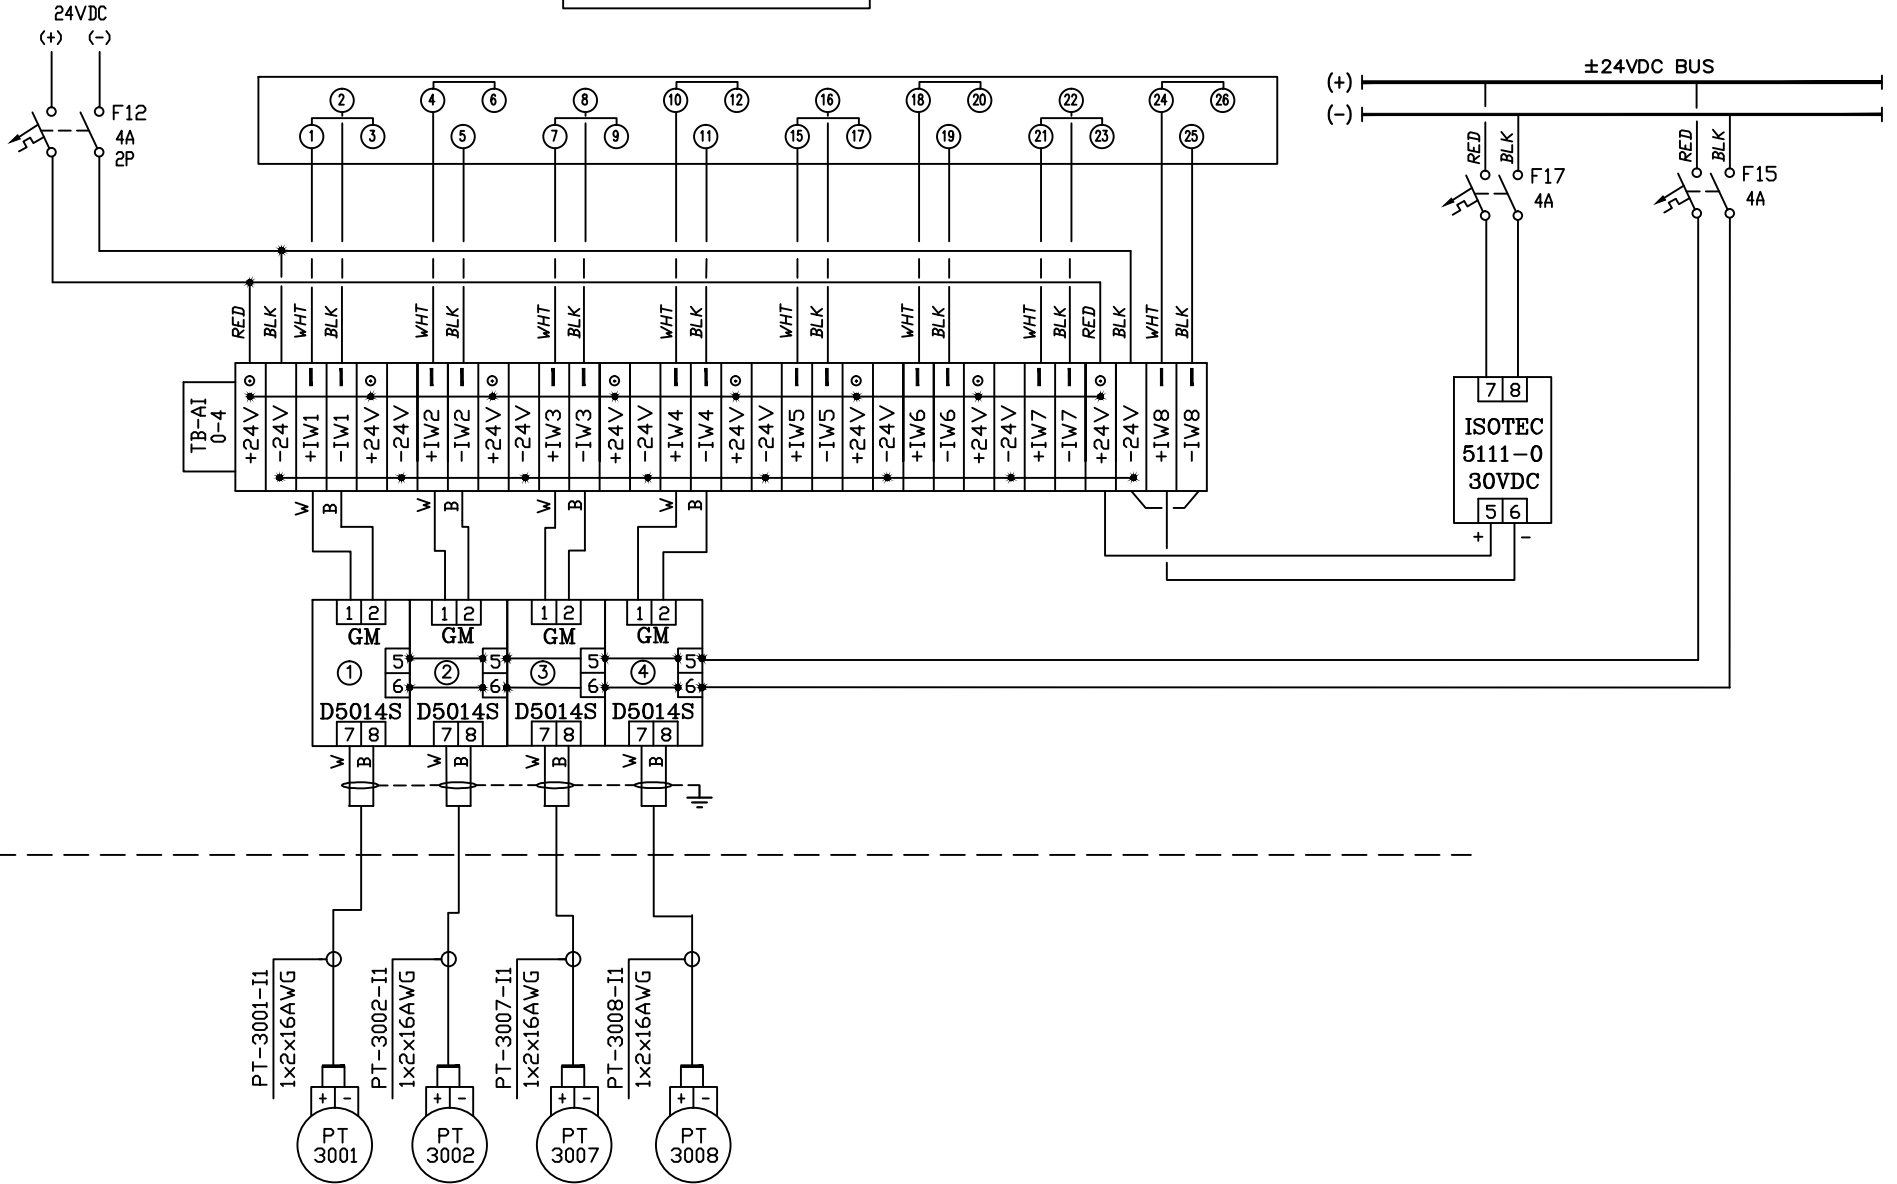 24VDC
(+) (-)
F12
4A
2P
2 4 6 8 10 12 16 18 20 22 24 26
1 3 5 7 9 11 15 17 19 21 23 25
±24VDC BUS
(+)
(-)
RED BLK
F17
4A
RED BLK
F15
4A
RED BLK WHT BLK WHT BLK WHT BLK WHT BLK WHT BLK WHT BLK WHT BLK RED BLK WHT BLK
TB-AI
0-4
+24V -24V +IW1 -IW1 +24V -24V +IW2 -IW2 +24V -24V +IW3 -IW3 +24V -24V +IW4 -IW4 +24V -24V +IW5 -IW5 +24V -24V +IW6 -IW6 +24V -24V +IW7 -IW7 +24V -24V +IW8 -IW8
7 8
ISOTEC
5111-0
30VDC
5 6
+ -
W B W B W B W B
1 2 1 2 1 2 1 2
GM GM GM GM
1 5 2 5 3 5 4 5
6 6 6 6
D5014S D5014S D5014S D5014S
7 8 7 8 7 8 7 8
W B W B W B W B
PT-3001-I1
1x2x16AWG
PT-3002-I1
1x2x16AWG
PT-3007-I1
1x2x16AWG
PT-3008-I1
1x2x16AWG
+ - + - + - + -
PT PT PT PT
3001 3002 3007 3008